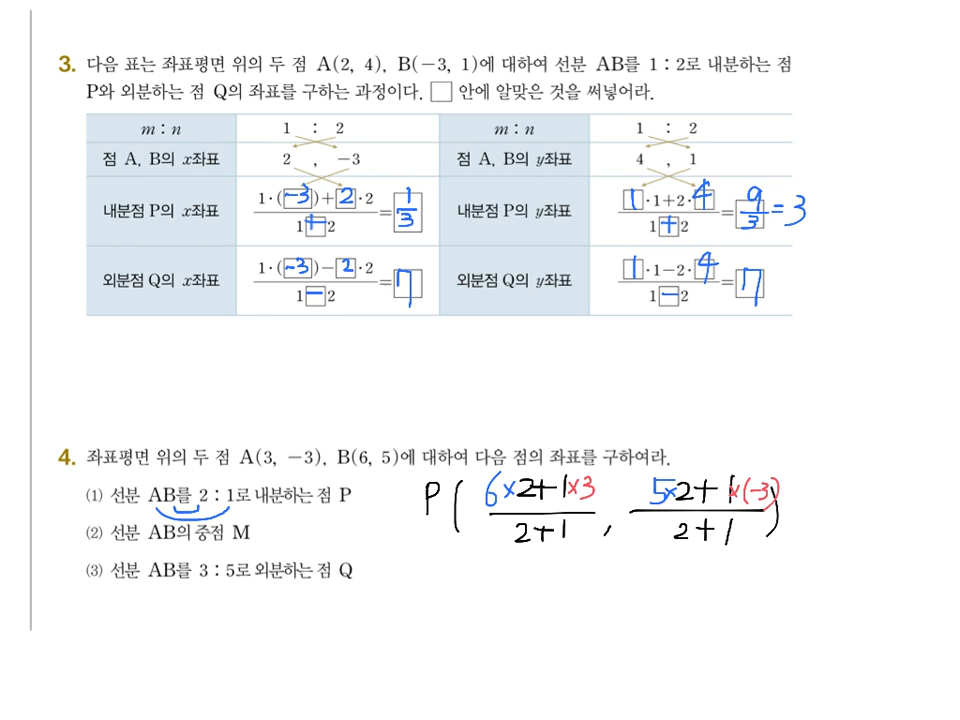 3. 다음 표는 좌표평면 위의 두 점 A(2, 4), B(−3, 1)에 대하여 선분 AB를 1 : 2로 내분하는 점
P와 외분하는 점 Q의 좌표를 구하는 과정이다. □ 안에 알맞은 것을 써넣어라.
m : n 1 : 2 m : n 1 : 2
점 A, B의 x좌표 2 , −3 점 A, B의 y좌표 4 , 1
내분점 P의 x좌표 (1·(−3)+2·2)/(1+2) = 1/3 내분점 P의 y좌표 (1·1+2·4)/(1+2) = 9/3 = 3
외분점 Q의 x좌표 (1·(−3)−2·2)/(1−2) = 7 외분점 Q의 y좌표 (1·1−2·4)/(1−2) = 7
4. 좌표평면 위의 두 점 A(3, −3), B(6, 5)에 대하여 다음 점의 좌표를 구하여라.
⑴ 선분 AB를 2 : 1로 내분하는 점 P
P( (6×2+1×3)/(2+1) , (5×2+1×(−3))/(2+1) )
⑵ 선분 AB의 중점 M
⑶ 선분 AB를 3 : 5로 외분하는 점 Q